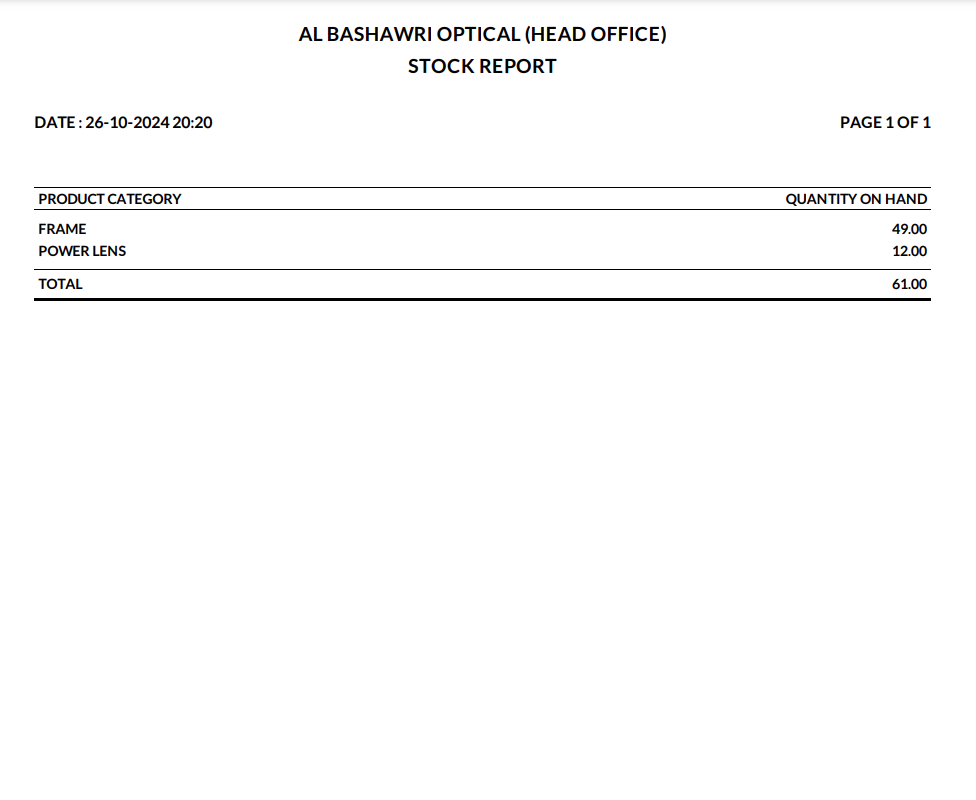 AL BASHAWRI OPTICAL (HEAD OFFICE)
STOCK REPORT
DATE : 26-10-2024 20:20 PAGE 1 OF 1
PRODUCT CATEGORY QUANTITY ON HAND
FRAME 49.00
POWER LENS 12.00
TOTAL 61.00